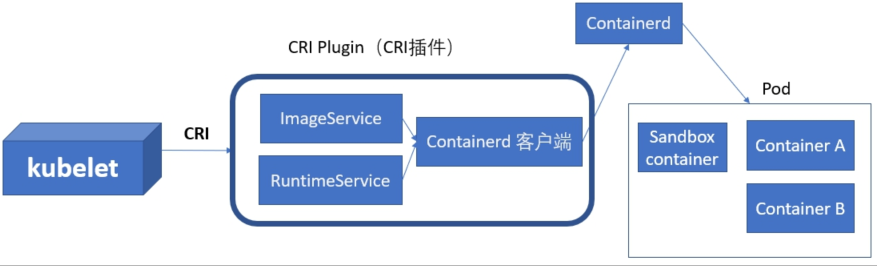 Containerd
CRI Plugin（CRI插件）
Pod
ImageService
CRI
Containerd 客户端
Sandbox
container
Container A
kubelet
RuntimeService
Container B